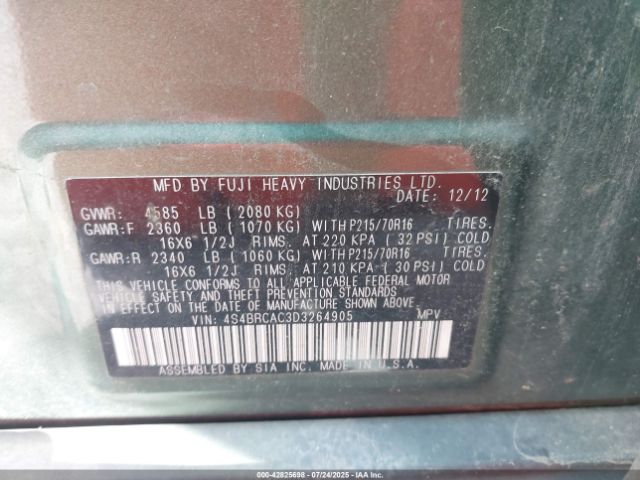 MFD BY FUJI HEAVY INDUSTRIES LTD.
DATE: 12/12
GVWR: 4585 LB (2080 KG)
GAWR:F 2360 LB (1070 KG) WITH P215/70R16 TIRES.
16X6 1/2J RIMS. AT 220 KPA (32 PSI) COLD
GAWR:R 2340 LB (1060 KG) WITH P215/70R16 TIRES.
16X6 1/2J RIMS. AT 210 KPA (30 PSI) COLD
THIS VEHICLE CONFORMS TO ALL APPLICABLE FEDERAL MOTOR
VEHICLE SAFETY AND THEFT PREVENTION STANDARDS
IN EFFECT ON THE DATE OF MANUFACTURE SHOWN ABOVE.
VIN: 4S4BRCAC3D3264905 MPV
ASSEMBLED BY SIA INC. MADE IN U.S.A.
000-42825698 - 07/24/2025 - IAAI.COM